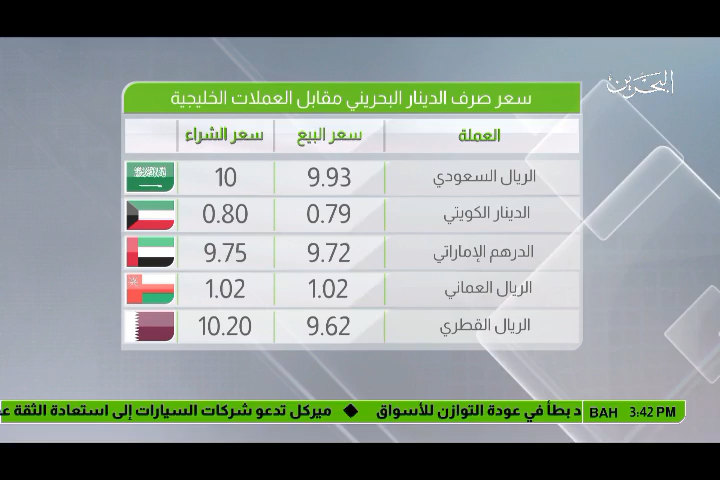 البحرين
سعر صرف الدينار البحريني مقابل العملات الخليجية
العملة سعر البيع سعر الشراء
الريال السعودي 9.93 10
الدينار الكويتي 0.79 0.80
الدرهم الإماراتي 9.72 9.75
الريال العماني 1.02 1.02
الريال القطري 9.62 10.20
BAH 3:42 PM
بطأ في عودة التوازن للأسواق ◆ ميركل تدعو شركات السيارات إلى استعادة الثقة